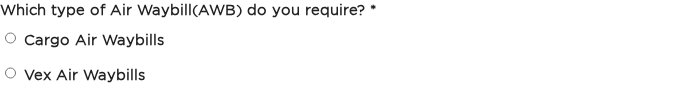 Which type of Air Waybill(AWB) do you require? *
Cargo Air Waybills
Vex Air Waybills